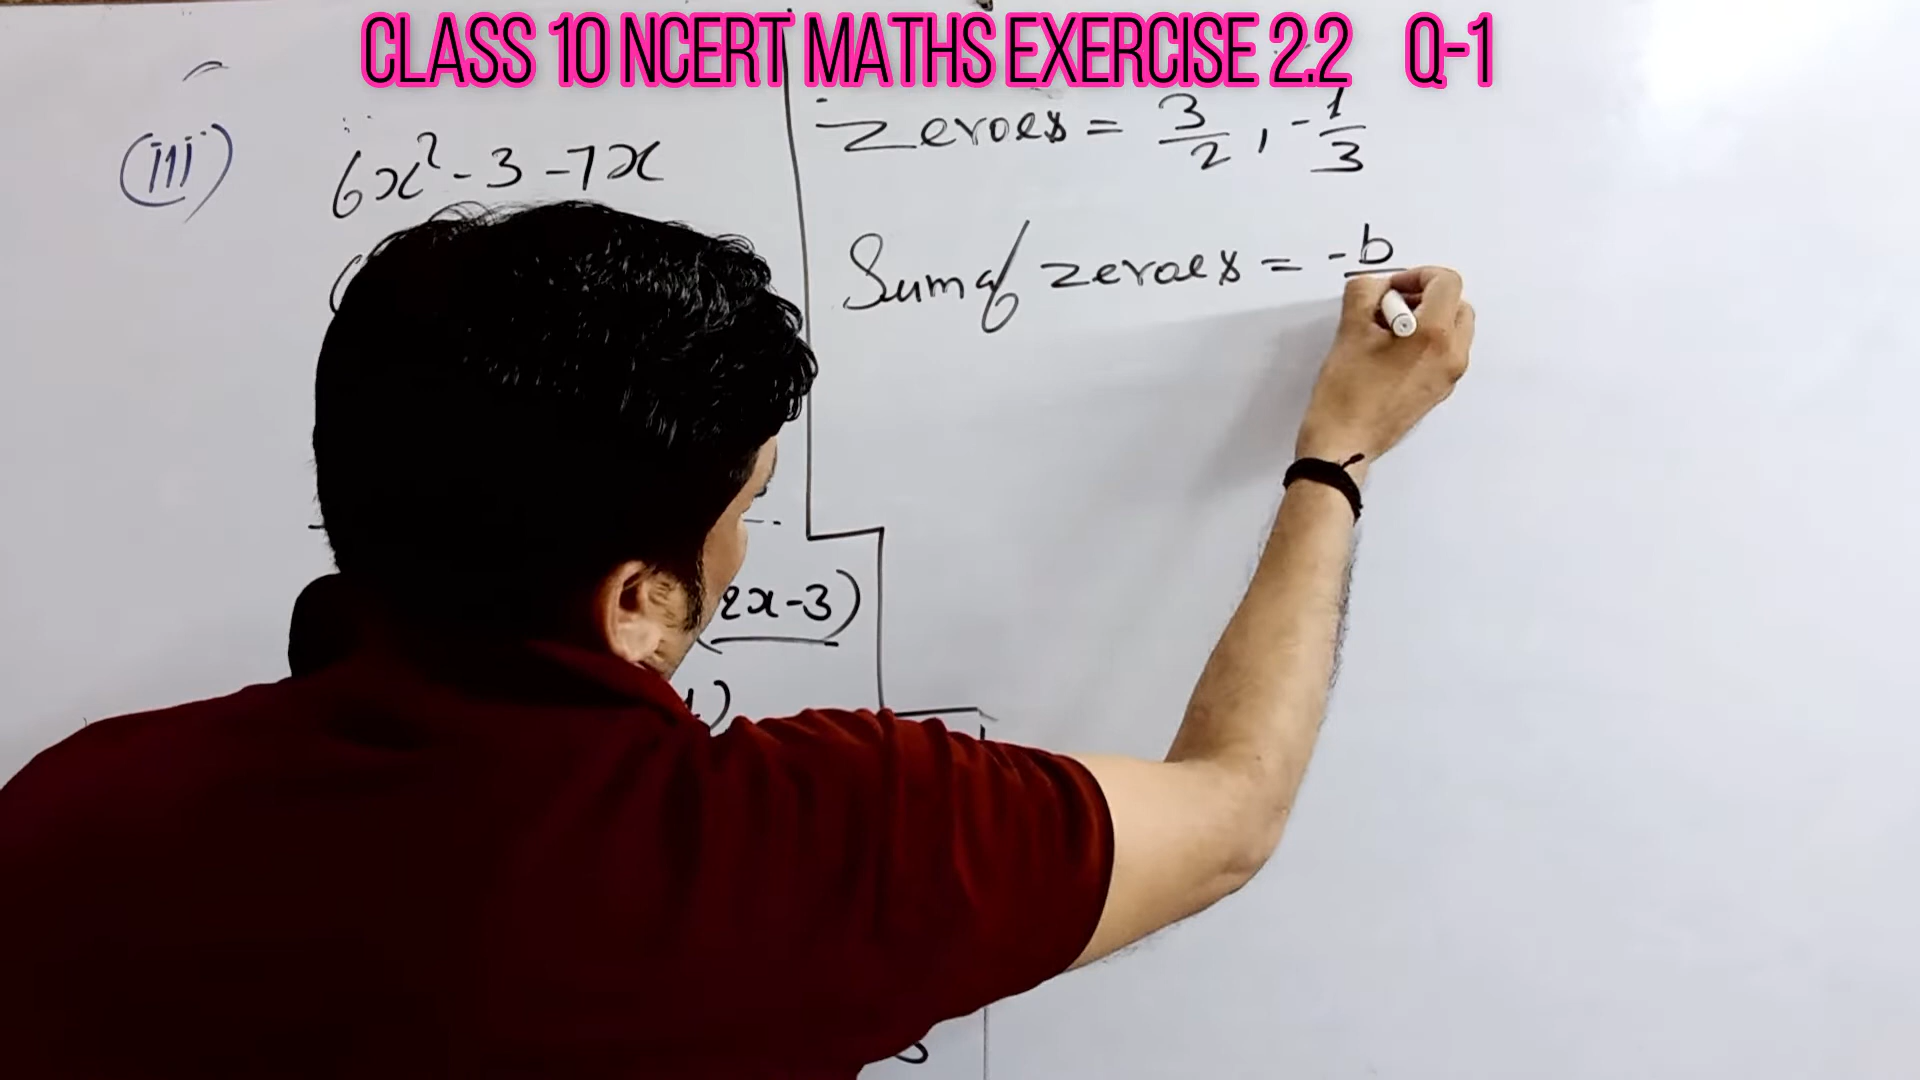 CLASS 10 NCERT MATHS EXERCISE 2.2 Q-1
(iii) 6x² - 3 - 7x
Zeroes = 3/2, -1/3
Sum of zeroes = -b
2x-3)
)